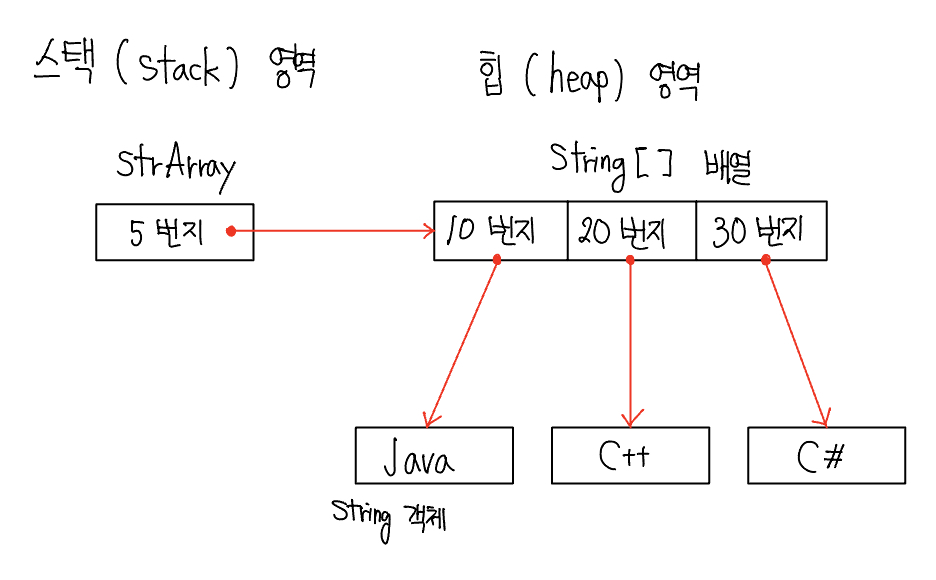 스택 (stack) 영역
힙 (heap) 영역
strArray
String[] 배열
5 번지
10 번지
20 번지
30 번지
Java
C++
C#
String 객체